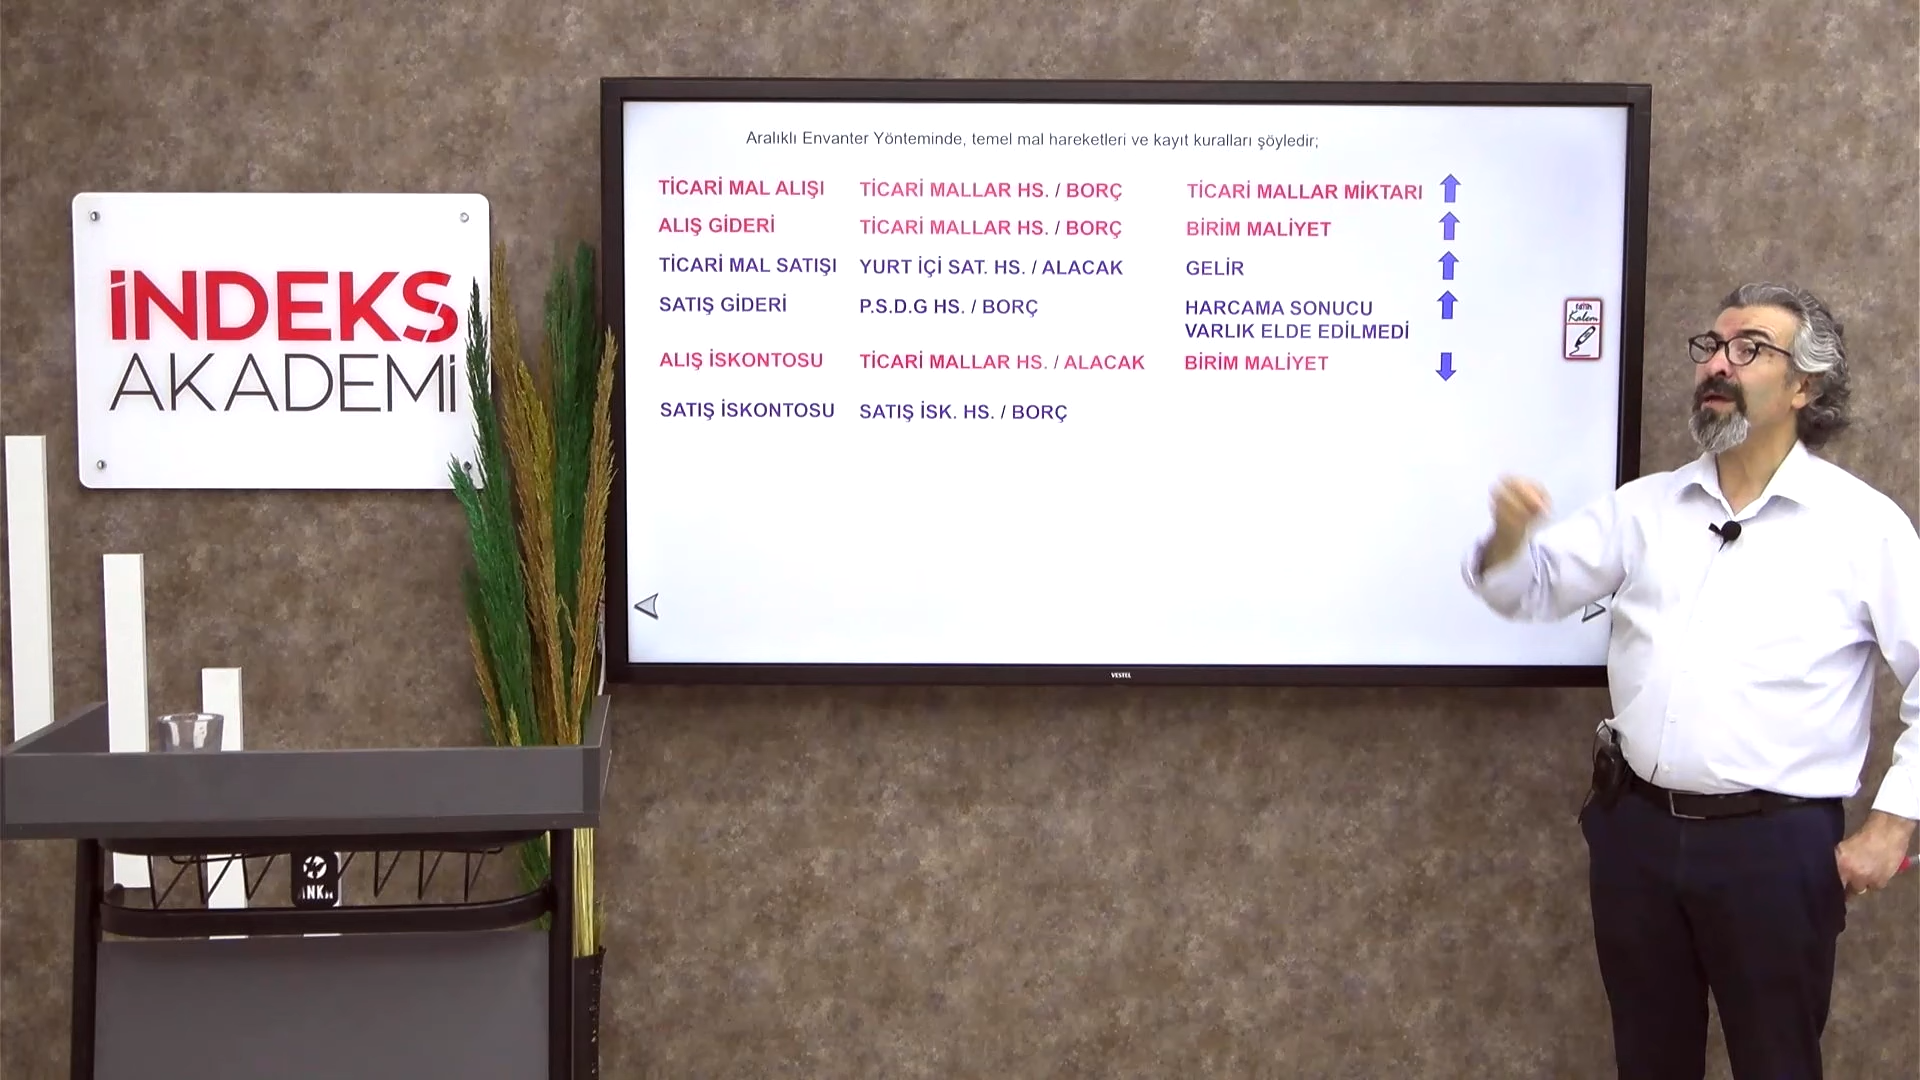 İNDEKS
AKADEMİ
Aralıklı Envanter Yönteminde, temel mal hareketleri ve kayıt kuralları şöyledir;
TİCARİ MAL ALIŞI TİCARİ MALLAR HS. / BORÇ TİCARİ MALLAR MİKTARI
ALIŞ GİDERİ TİCARİ MALLAR HS. / BORÇ BİRİM MALİYET
TİCARİ MAL SATIŞI YURT İÇİ SAT. HS. / ALACAK GELİR
SATIŞ GİDERİ P.S.D.G HS. / BORÇ HARCAMA SONUCU
VARLIK ELDE EDİLMEDİ
ALIŞ İSKONTOSU TİCARİ MALLAR HS. / ALACAK BİRİM MALİYET
SATIŞ İSKONTOSU SATIŞ İSK. HS. / BORÇ
Kalem
VESTEL